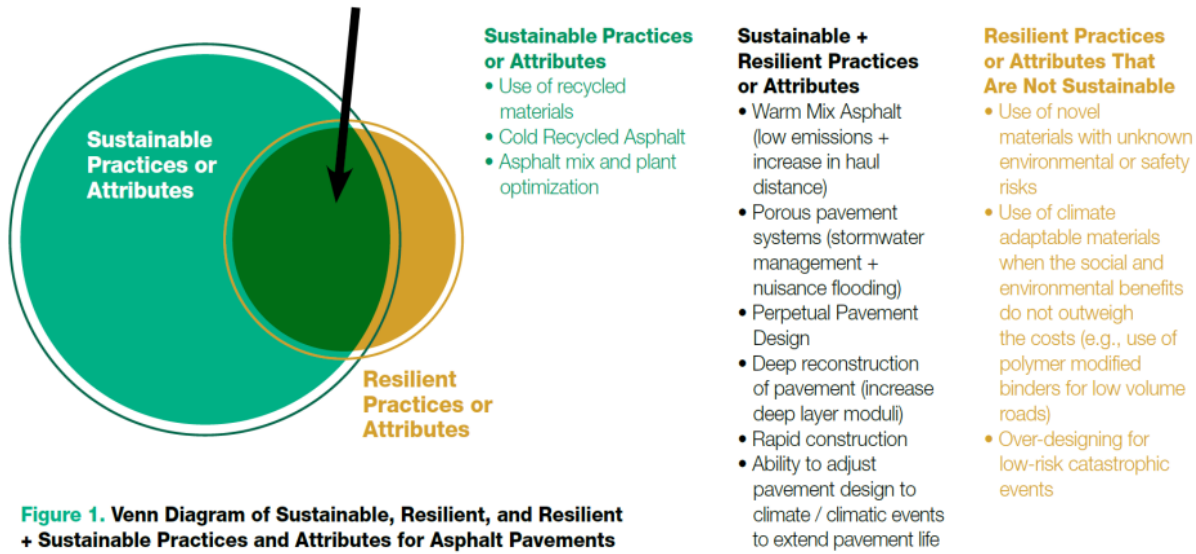 Sustainable
Practices or
Attributes
Resilient
Practices or
Attributes
Sustainable Practices
or Attributes
• Use of recycled
materials
• Cold Recycled Asphalt
• Asphalt mix and plant
optimization
Sustainable +
Resilient Practices
or Attributes
• Warm Mix Asphalt
(low emissions +
increase in haul
distance)
• Porous pavement
systems (stormwater
management +
nuisance flooding)
• Perpetual Pavement
Design
• Deep reconstruction
of pavement (increase
deep layer moduli)
• Rapid construction
• Ability to adjust
pavement design to
climate / climatic events
to extend pavement life
Resilient Practices
or Attributes That
Are Not Sustainable
• Use of novel
materials with unknown
environmental or safety
risks
• Use of climate
adaptable materials
when the social and
environmental benefits
do not outweigh
the costs (e.g., use of
polymer modified
binders for low volume
roads)
• Over-designing for
low-risk catastrophic
events
Figure 1. Venn Diagram of Sustainable, Resilient, and Resilient
+ Sustainable Practices and Attributes for Asphalt Pavements